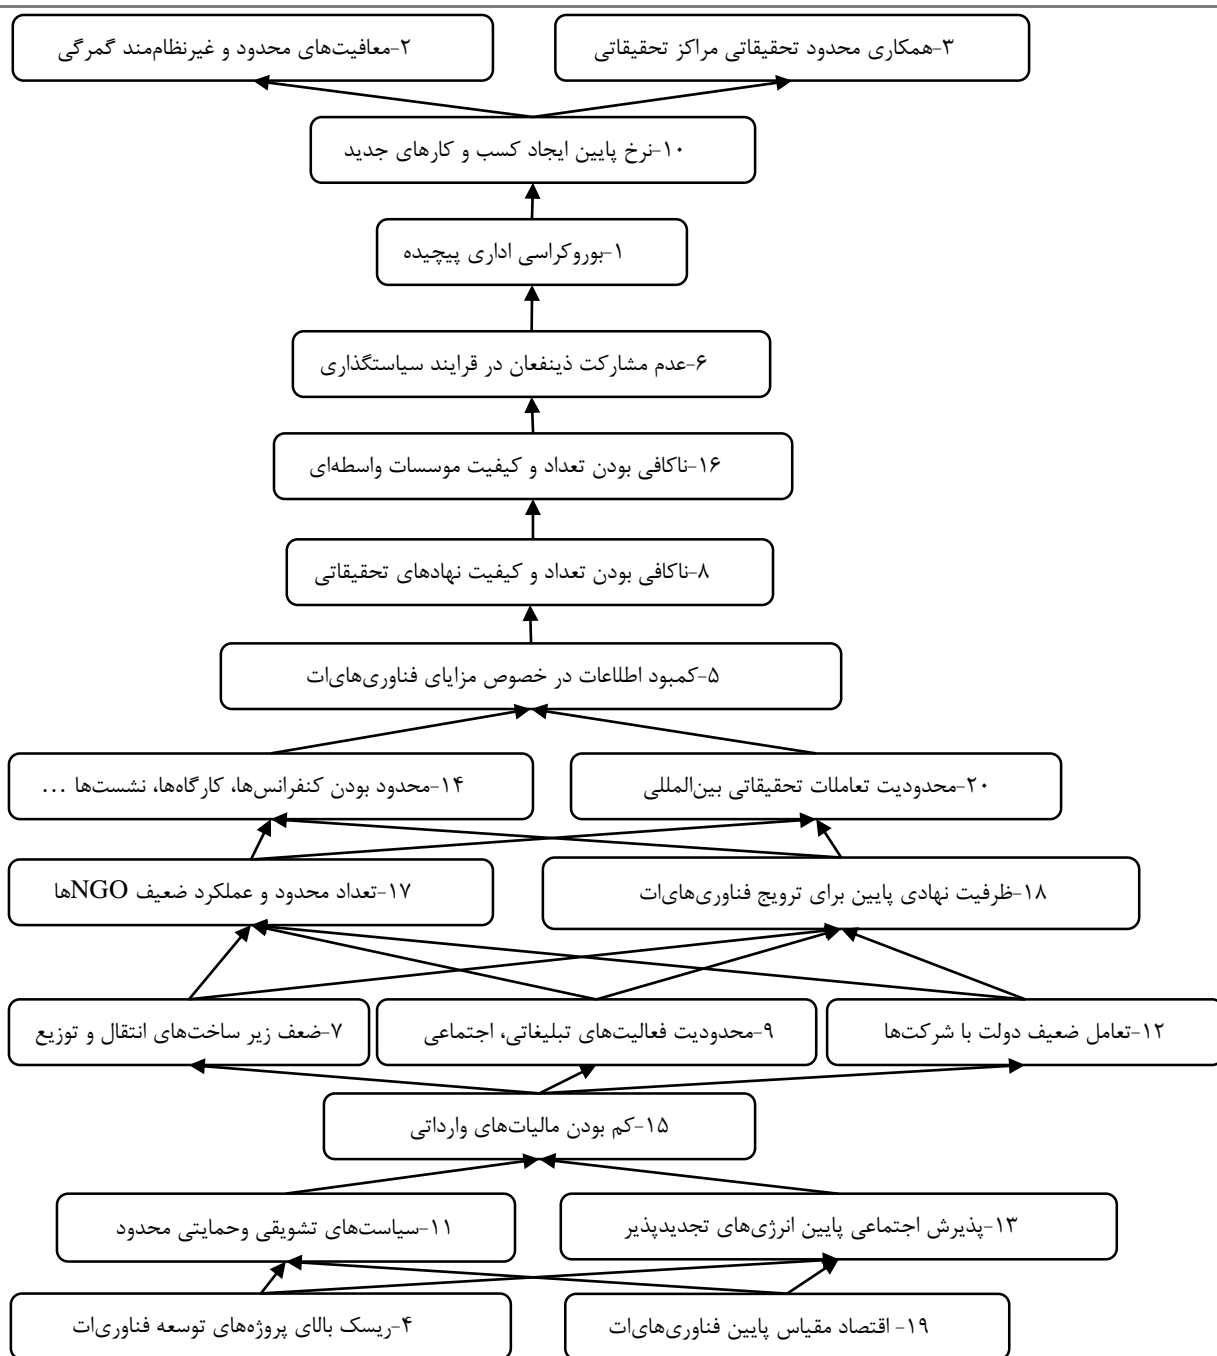 ۳-همکاری محدود تحقیقاتی مراکز تحقیقاتی
۲-معافیت‌های محدود و غیرنظام‌مند گمرگی
۱۰-نرخ پایین ایجاد کسب و کارهای جدید
۱-بوروکراسی اداری پیچیده
۶-عدم مشارکت ذینفعان در قرایند سیاستگذاری
۱۶-ناکافی بودن تعداد و کیفیت موسسات واسطه‌ای
۸-ناکافی بودن تعداد و کیفیت نهادهای تحقیقاتی
۵-کمبود اطلاعات در خصوص مزایای فناوری‌های‌ات
۲۰-محدودیت تعاملات تحقیقاتی بین‌المللی
۱۴-محدود بودن کنفرانس‌ها، کارگاه‌ها، نشست‌ها ...
۱۸-ظرفیت نهادی پایین برای ترویج فناوری‌های‌ات
۱۷-تعداد محدود و عملکرد ضعیف NGOها
۱۲-تعامل ضعیف دولت با شرکت‌ها
۹-محدودیت فعالیت‌های تبلیغاتی، اجتماعی
۷-ضعف زیر ساخت‌های انتقال و توزیع
۱۵-کم بودن مالیات‌های وارداتی
۱۳-پذیرش اجتماعی پایین انرژی‌های تجدیدپذیر
۱۱-سیاست‌های تشویقی وحمایتی محدود
۱۹- اقتصاد مقیاس پایین فناوری‌های‌ات
۴-ریسک بالای پروژه‌های توسعه فناوری‌ات